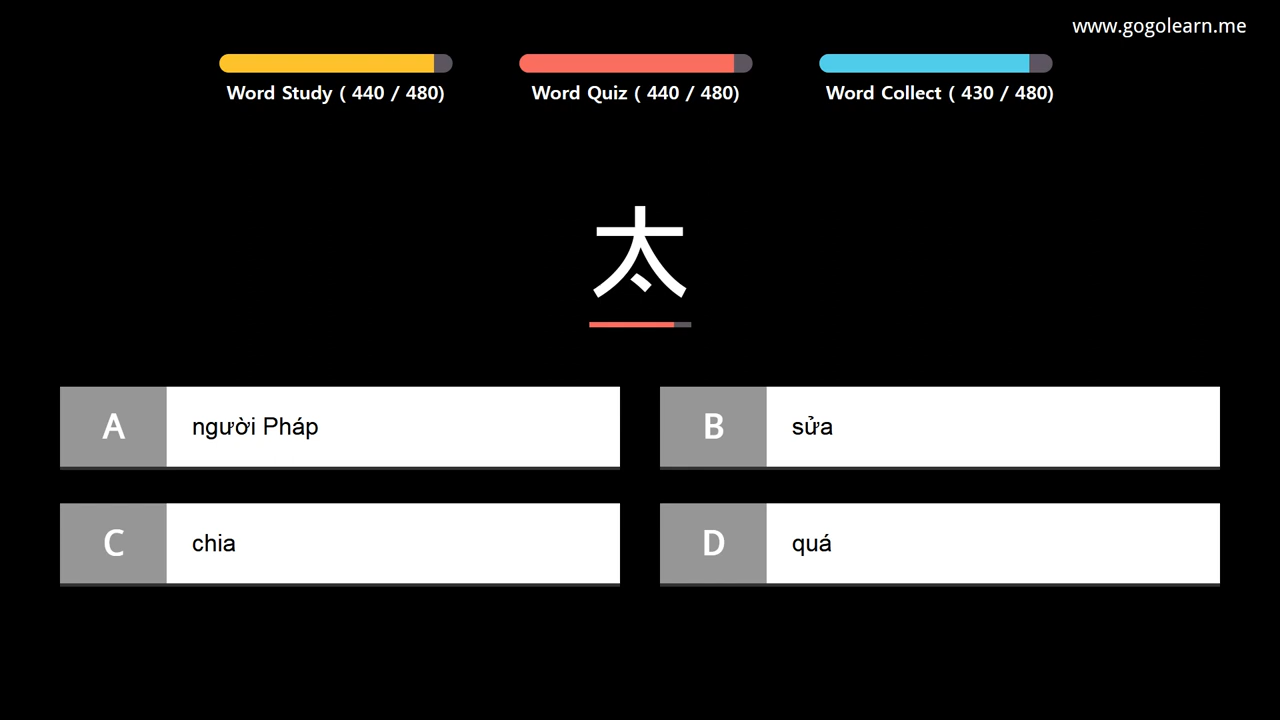 www.gogolearn.me
Word Study ( 440 / 480)
Word Quiz ( 440 / 480)
Word Collect ( 430 / 480)
太
A người Pháp
B sửa
C chia
D quá